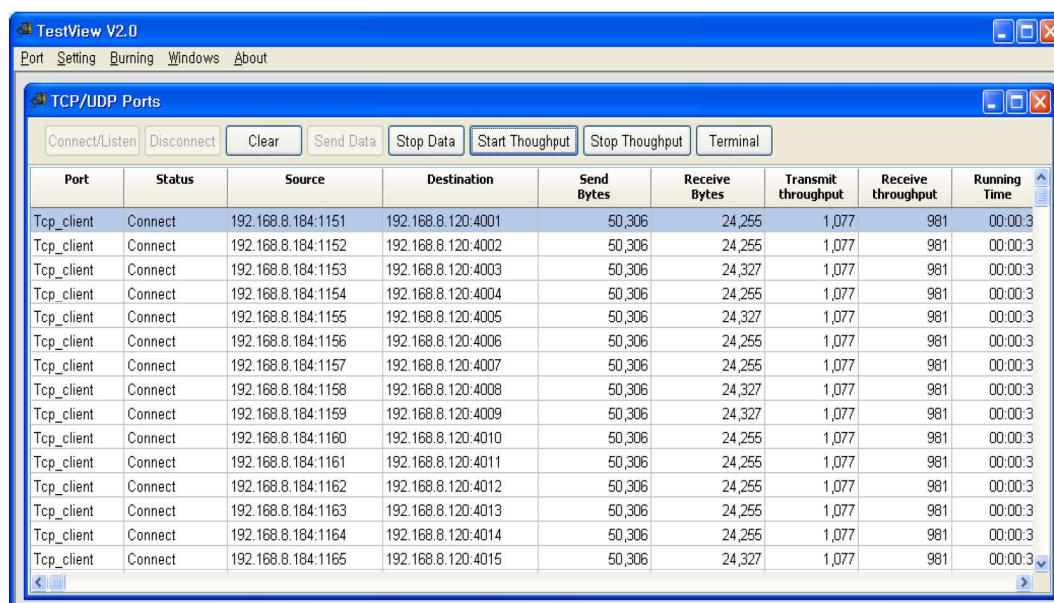 TestView V2.0
Port Setting Burning Windows About
TCP/UDP Ports
Connect/Listen Disconnect Clear Send Data Stop Data Start Thoughput Stop Thoughput Terminal
Port Status Source Destination Send Bytes Receive Bytes Transmit throughput Receive throughput Running Time
Tcp_client Connect 192.168.8.184:1151 192.168.8.120:4001 50,306 24,255 1,077 981 00:00:3
Tcp_client Connect 192.168.8.184:1152 192.168.8.120:4002 50,306 24,255 1,077 981 00:00:3
Tcp_client Connect 192.168.8.184:1153 192.168.8.120:4003 50,306 24,327 1,077 981 00:00:3
Tcp_client Connect 192.168.8.184:1154 192.168.8.120:4004 50,306 24,255 1,077 981 00:00:3
Tcp_client Connect 192.168.8.184:1155 192.168.8.120:4005 50,306 24,327 1,077 981 00:00:3
Tcp_client Connect 192.168.8.184:1156 192.168.8.120:4006 50,306 24,255 1,077 981 00:00:3
Tcp_client Connect 192.168.8.184:1157 192.168.8.120:4007 50,306 24,255 1,077 981 00:00:3
Tcp_client Connect 192.168.8.184:1158 192.168.8.120:4008 50,306 24,327 1,077 981 00:00:3
Tcp_client Connect 192.168.8.184:1159 192.168.8.120:4009 50,306 24,327 1,077 981 00:00:3
Tcp_client Connect 192.168.8.184:1160 192.168.8.120:4010 50,306 24,255 1,077 981 00:00:3
Tcp_client Connect 192.168.8.184:1161 192.168.8.120:4011 50,306 24,255 1,077 981 00:00:3
Tcp_client Connect 192.168.8.184:1162 192.168.8.120:4012 50,306 24,255 1,077 981 00:00:3
Tcp_client Connect 192.168.8.184:1163 192.168.8.120:4013 50,306 24,255 1,077 981 00:00:3
Tcp_client Connect 192.168.8.184:1164 192.168.8.120:4014 50,306 24,255 1,077 981 00:00:3
Tcp_client Connect 192.168.8.184:1165 192.168.8.120:4015 50,306 24,327 1,077 981 00:00:3